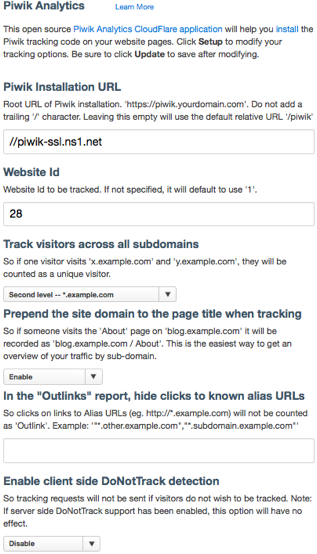 Piwik Analytics Learn More
This open source Piwik Analytics CloudFlare application will help you install the
Piwik tracking code on your website pages. Click Setup to modify your
tracking options. Be sure to click Update to save after modifying.
Piwik Installation URL
Root URL of Piwik installation. 'https://piwik.yourdomain.com'. Do not add a
trailing '/' character. Leaving this empty will use the default relative URL '/piwik'
//piwik-ssl.ns1.net
Website Id
Website Id to be tracked. If not specified, it will default to use '1'.
28
Track visitors across all subdomains
So if one visitor visits 'x.example.com' and 'y.example.com', they will be
counted as a unique visitor.
Second level -- *.example.com
Prepend the site domain to the page title when tracking
So if someone visits the 'About' page on 'blog.example.com' it will be
recorded as 'blog.example.com / About'. This is the easiest way to get an
overview of your traffic by sub-domain.
Enable
In the "Outlinks" report, hide clicks to known alias URLs
So clicks on links to Alias URLs (eg. http://*.example.com) will not be counted
as 'Outlink'. Example: '"*.other.example.com","*.subdomain.example.com"'
Enable client side DoNotTrack detection
So tracking requests will not be sent if visitors do not wish to be tracked. Note:
If server side DoNotTrack support has been enabled, this option will have no
effect.
Disable